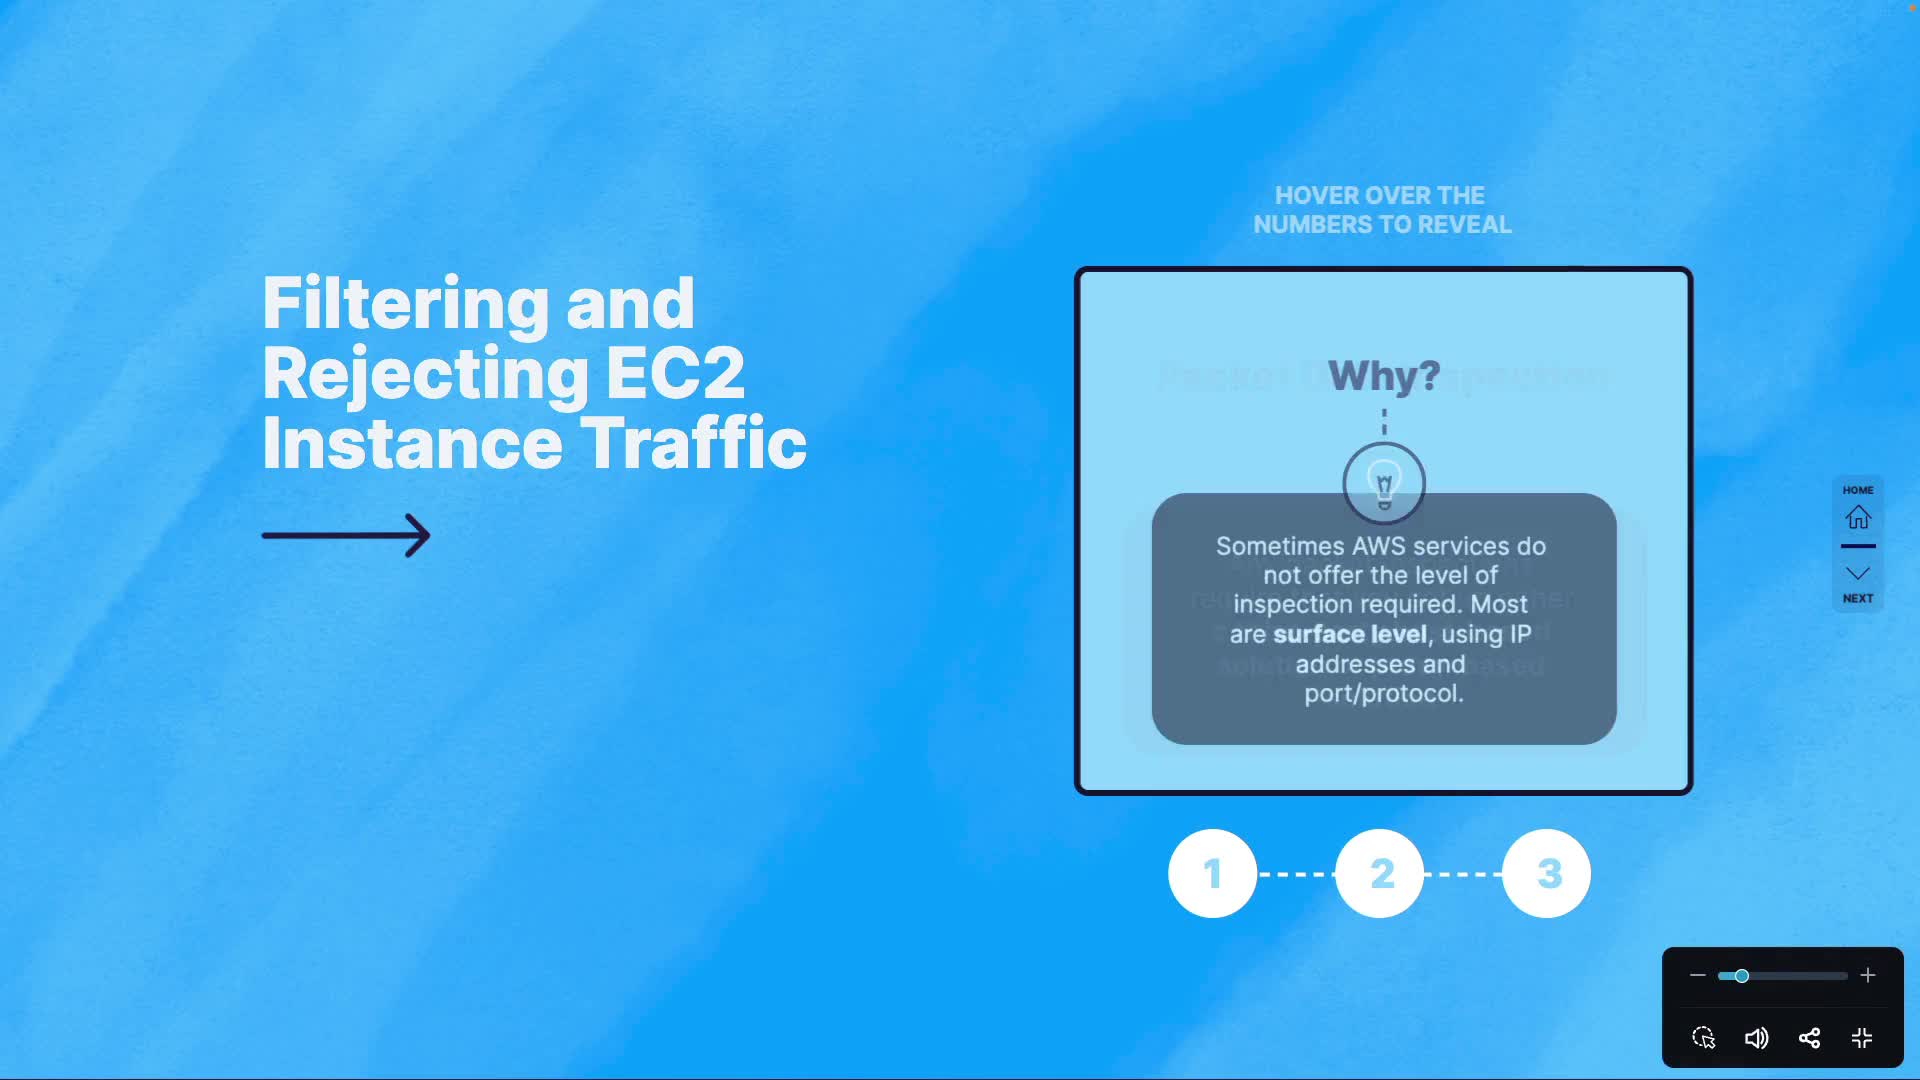 HOVER OVER THE
NUMBERS TO REVEAL
Filtering and
Rejecting EC2
Instance Traffic
Why?
Sometimes AWS services do
not offer the level of
inspection required. Most
are surface level, using IP
addresses and
port/protocol.
1
2
3
HOME
NEXT